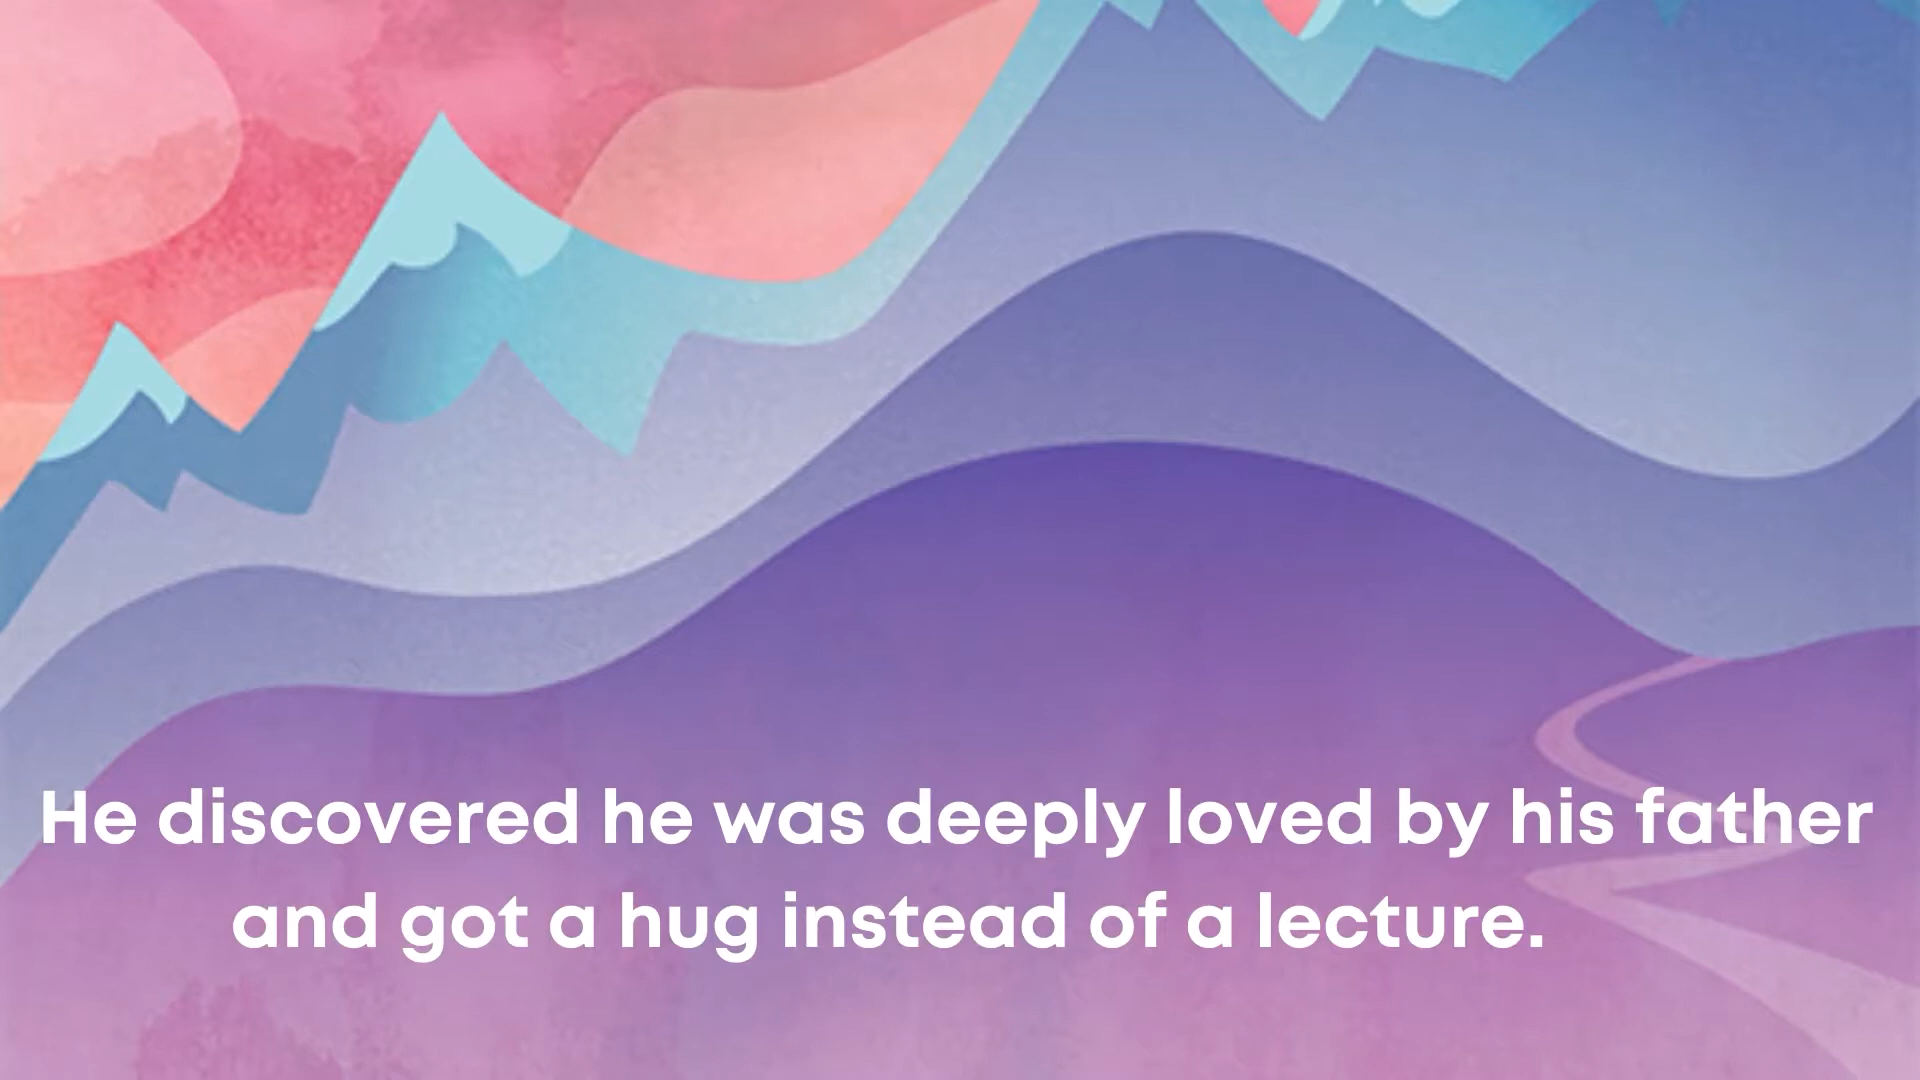 He discovered he was deeply loved by his father
and got a hug instead of a lecture.